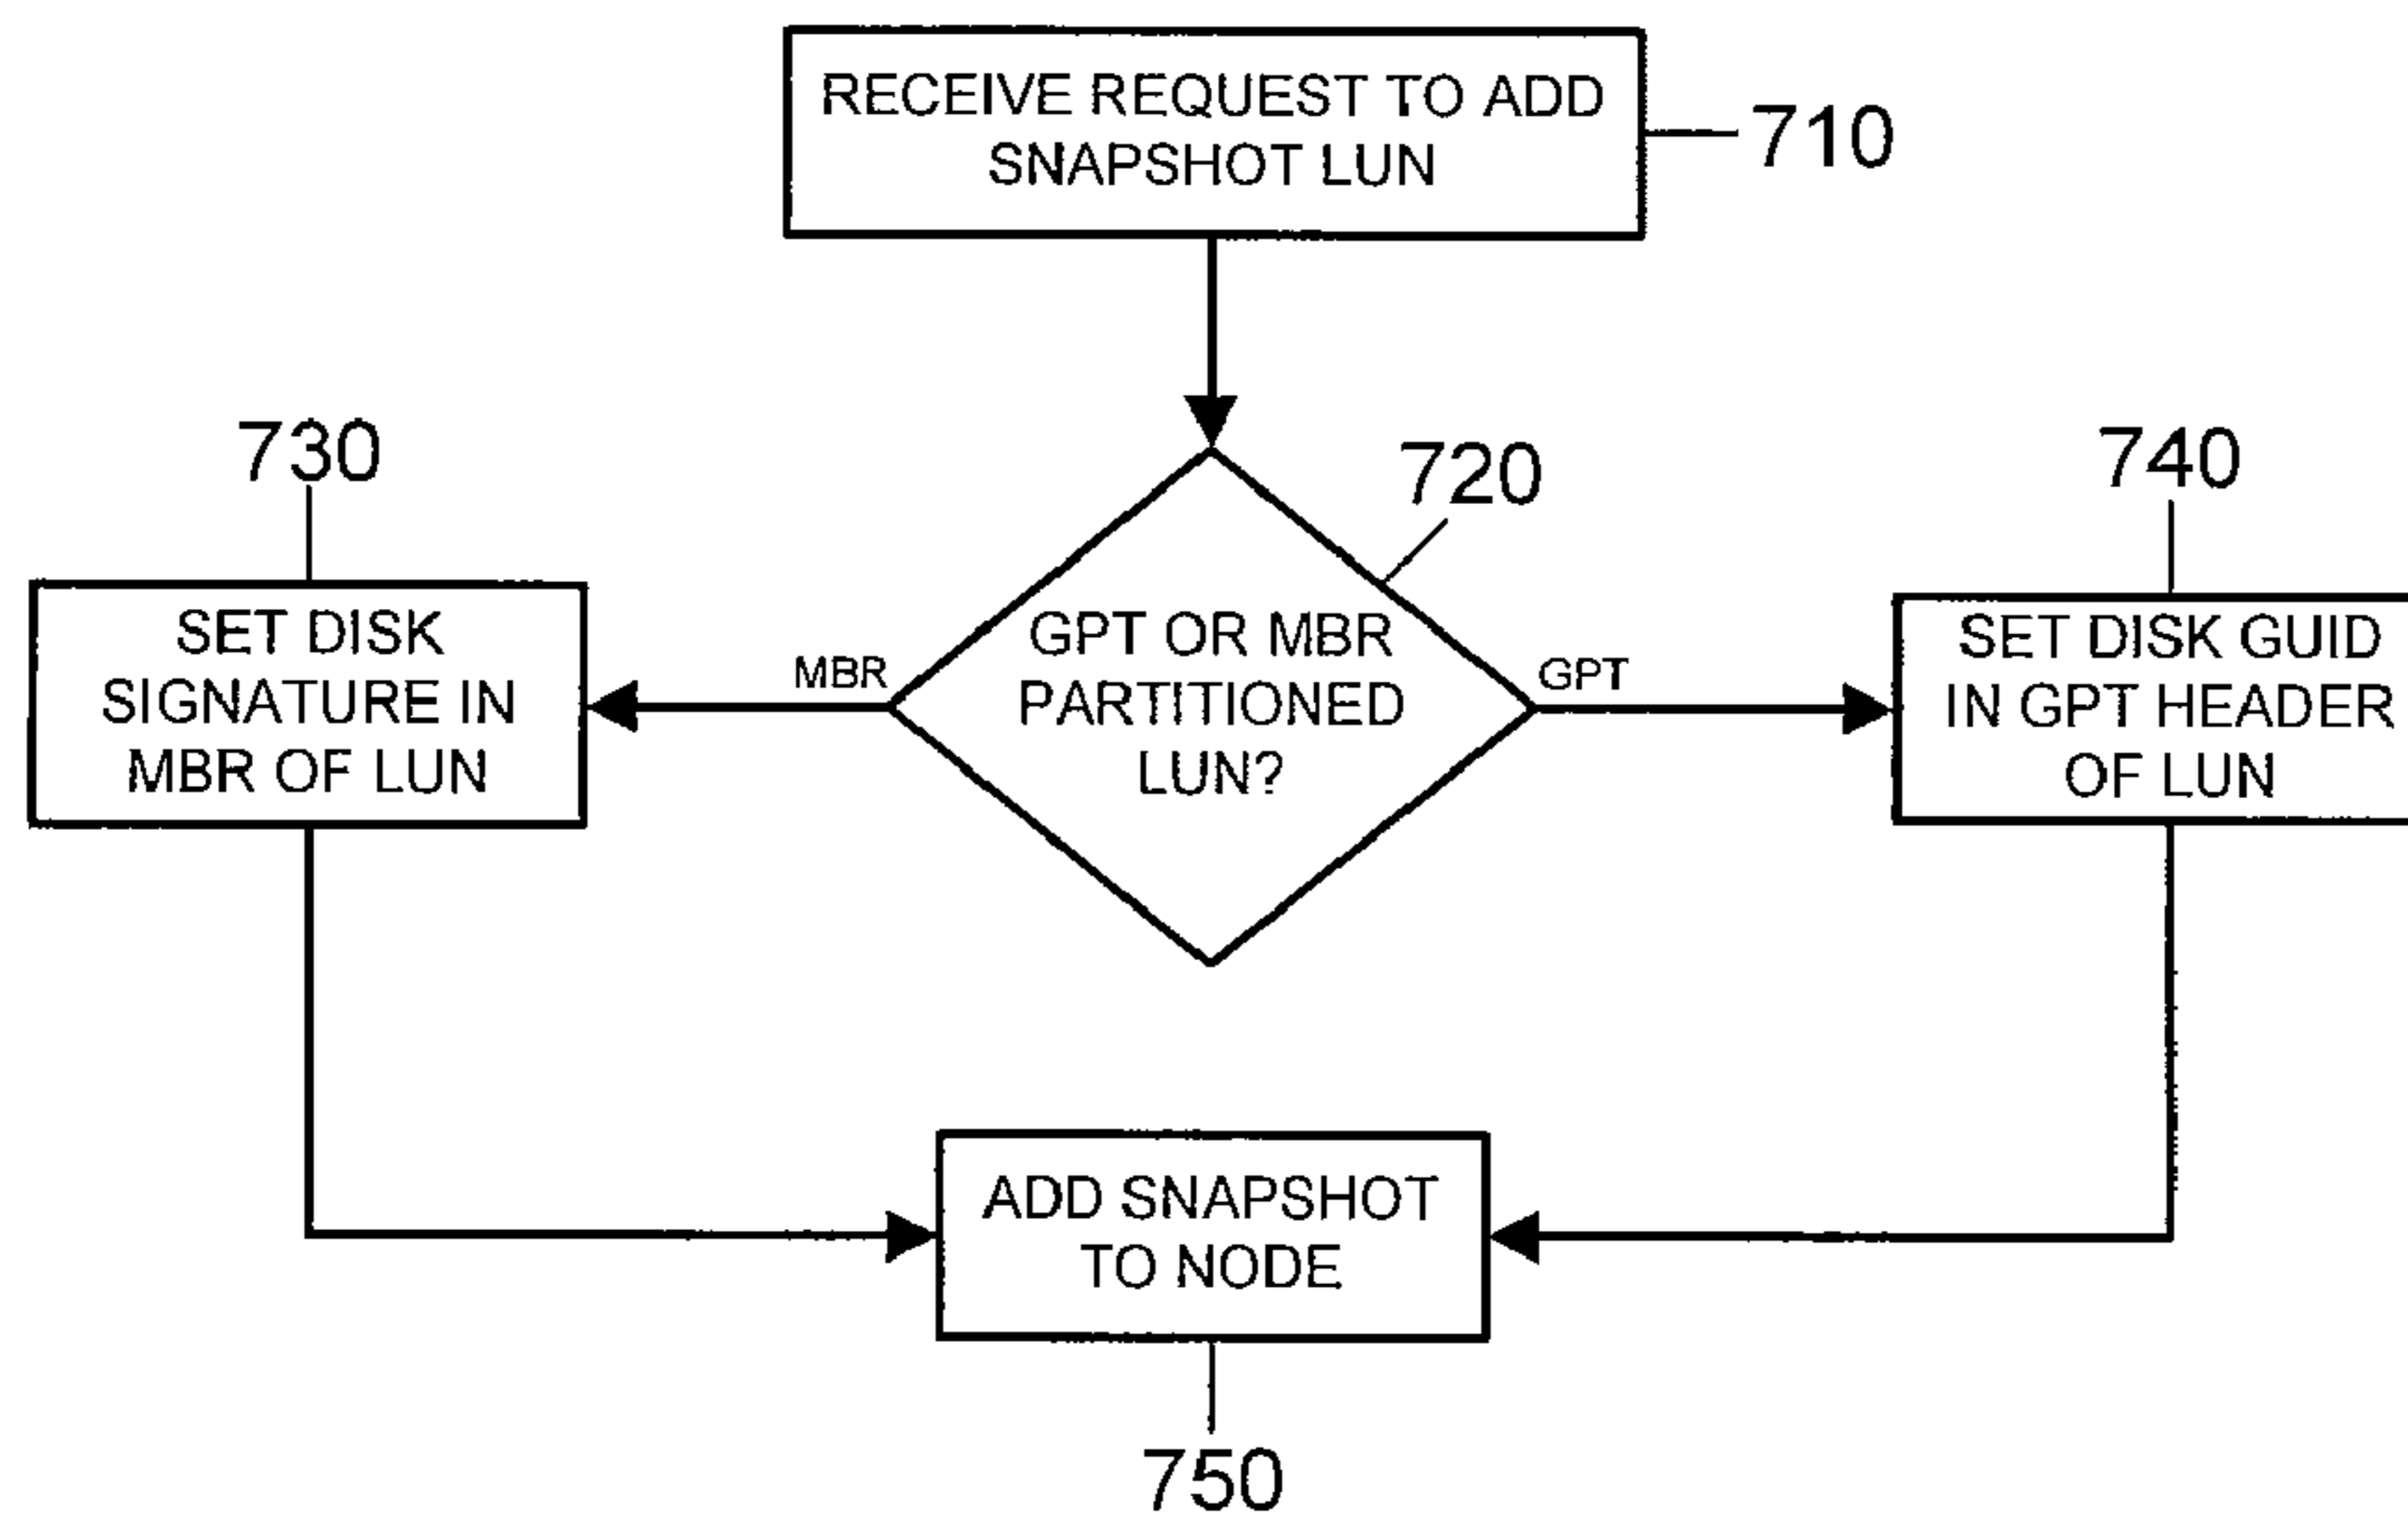 RECEIVE REQUEST TO ADD
SNAPSHOT LUN
710
730
720
740
SET DISK
SIGNATURE IN
MBR OF LUN
MBR
GPT OR MBR
PARTITIONED
LUN?
GPT
SET DISK GUID
IN GPT HEADER
OF LUN
ADD SNAPSHOT
TO NODE
750